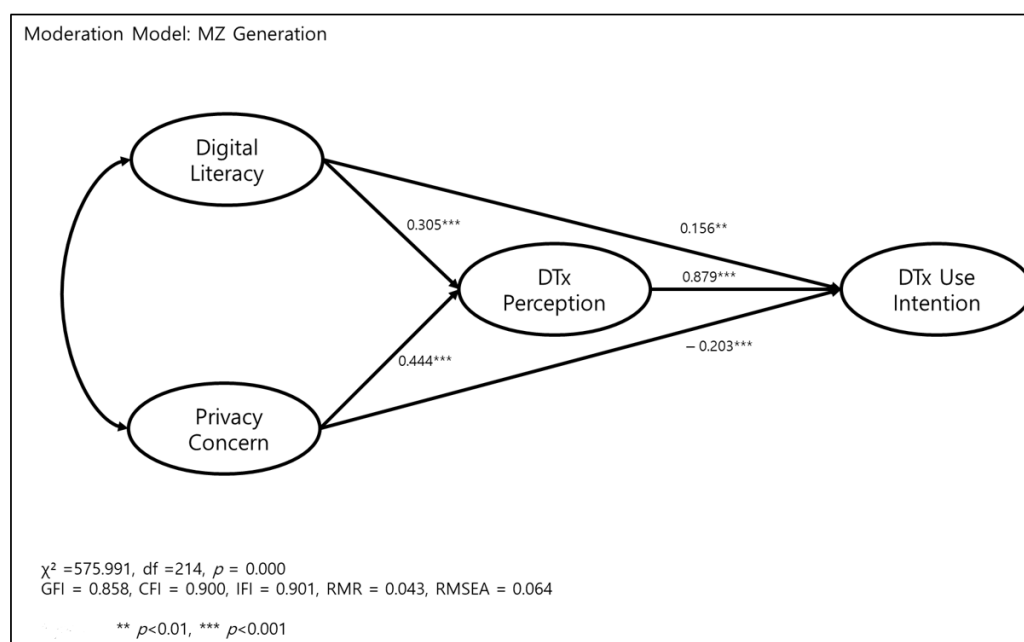 Moderation Model: MZ Generation
Digital
Literacy
0.305***
0.156**
DTx
Perception
0.879***
DTx Use
Intention
– 0.203***
0.444***
Privacy
Concern
χ² =575.991, df =214, p = 0.000
GFI = 0.858, CFI = 0.900, IFI = 0.901, RMR = 0.043, RMSEA = 0.064
** p<0.01, *** p<0.001